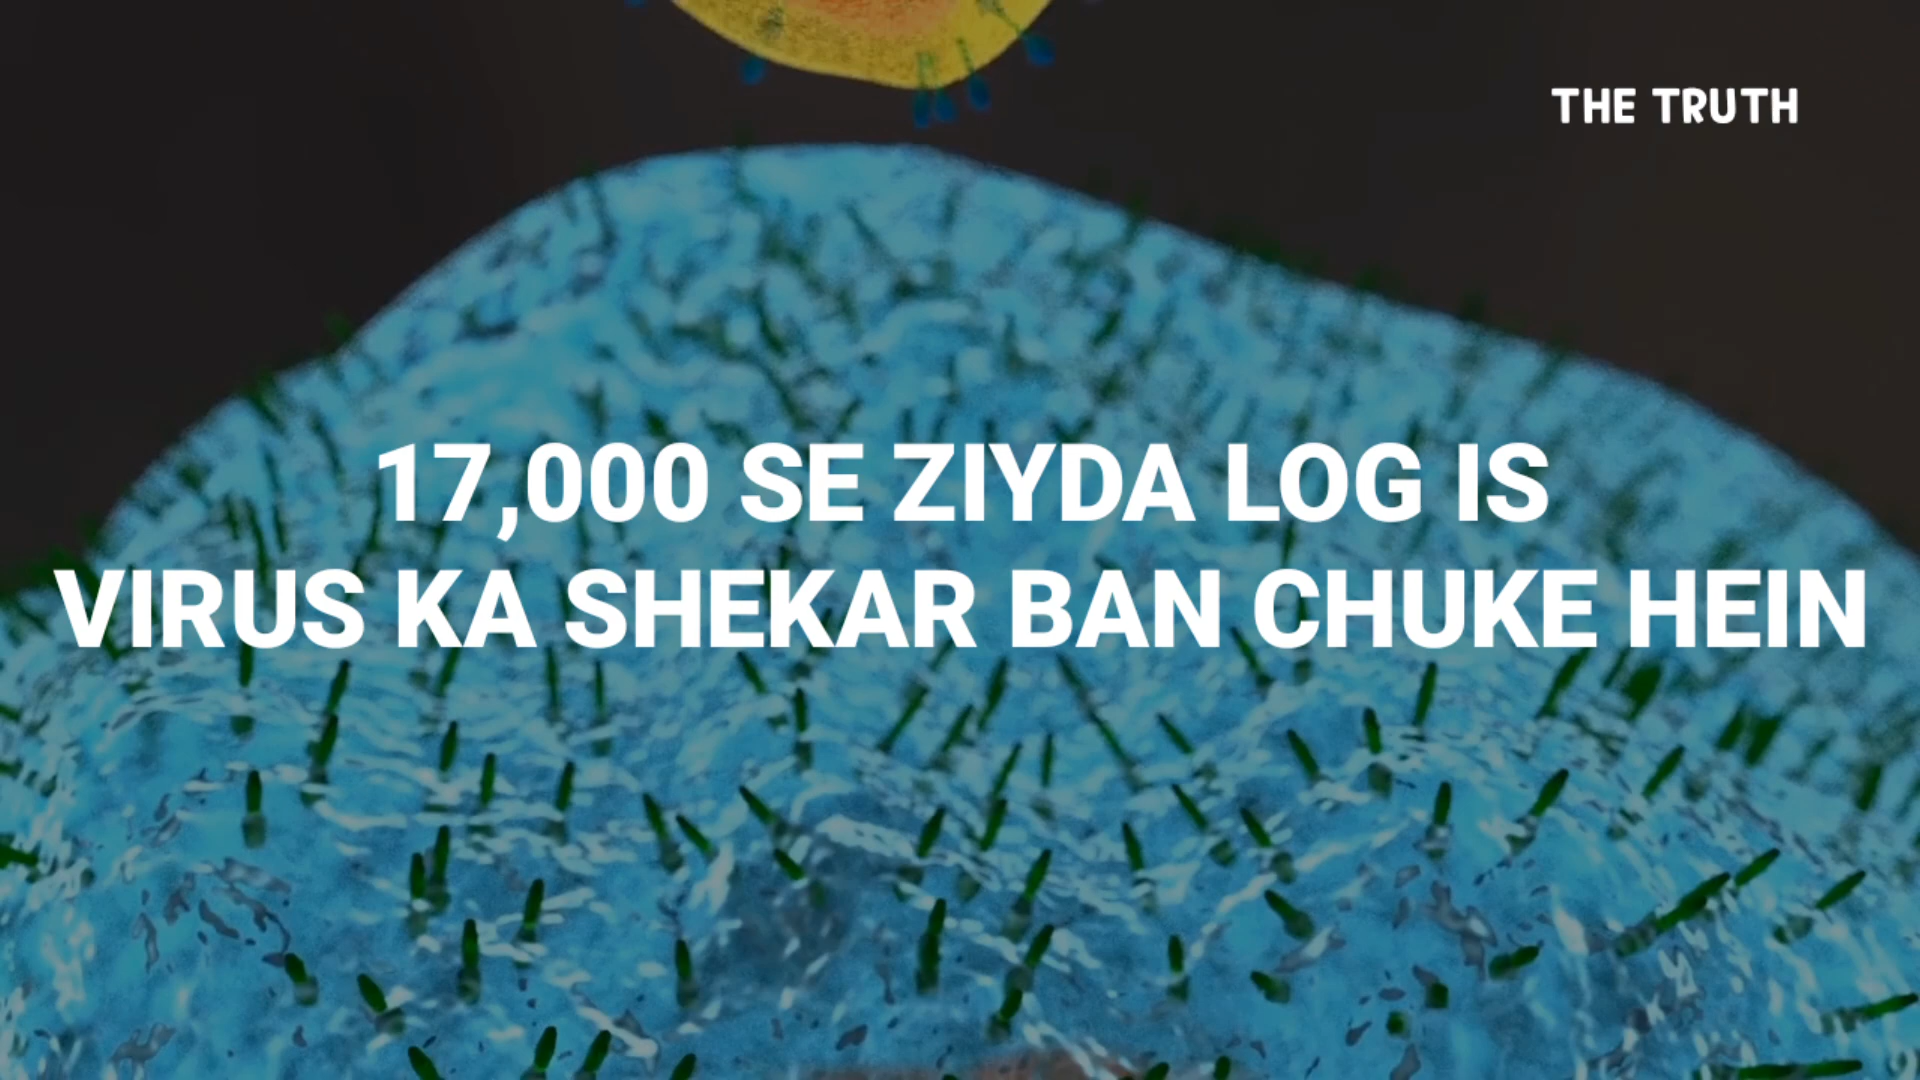 THE TRUTH
17,000 SE ZIYDA LOG IS
VIRUS KA SHEKAR BAN CHUKE HEIN